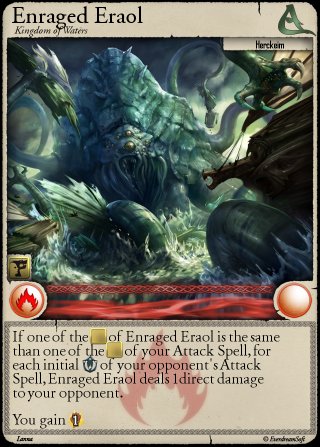 Enraged Eraol
Kingdom of Waters
Herckeim
If one of the of Enraged Eraol is the same
than one of the of your Attack Spell, for
each initial of your opponent's Attack
Spell, Enraged Eraol deals 1 direct damage
to your opponent.
You gain 1
Lanna
© EverdreamSoft